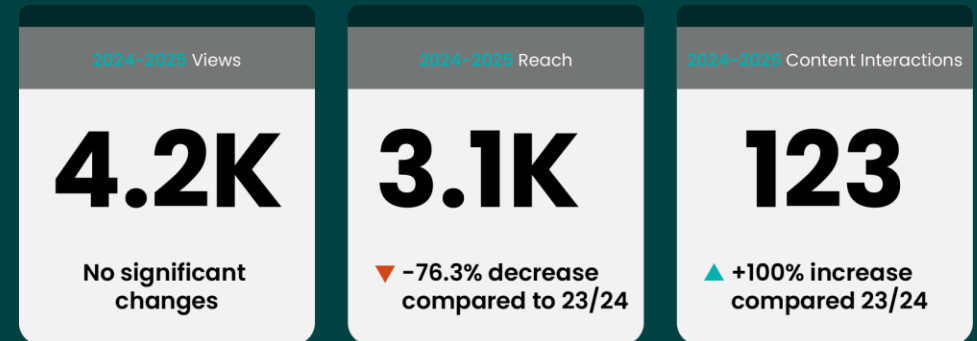 2024-2025 Views
4.2K
No significant
changes
2024-2025 Reach
3.1K
▼ -76.3% decrease
compared to 23/24
2024-2025 Content Interactions
123
▲ +100% increase
compared 23/24